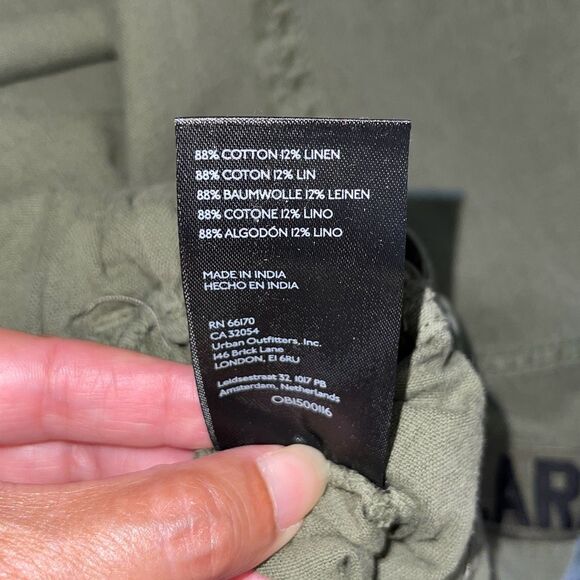 88% COTTON 12% LINEN
88% COTON 12% LIN
88% BAUMWOLLE 12% LEINEN
88% COTONE 12% LINO
88% ALGODÓN 12% LINO
MADE IN INDIA
HECHO EN INDIA
RN 66170
CA 32054
Urban Outfitters, Inc.
146 Brick Lane
LONDON, E1 6RU
Leidsestraat 32, 1017 PB
Amsterdam, Netherlands
OB1500116
AR